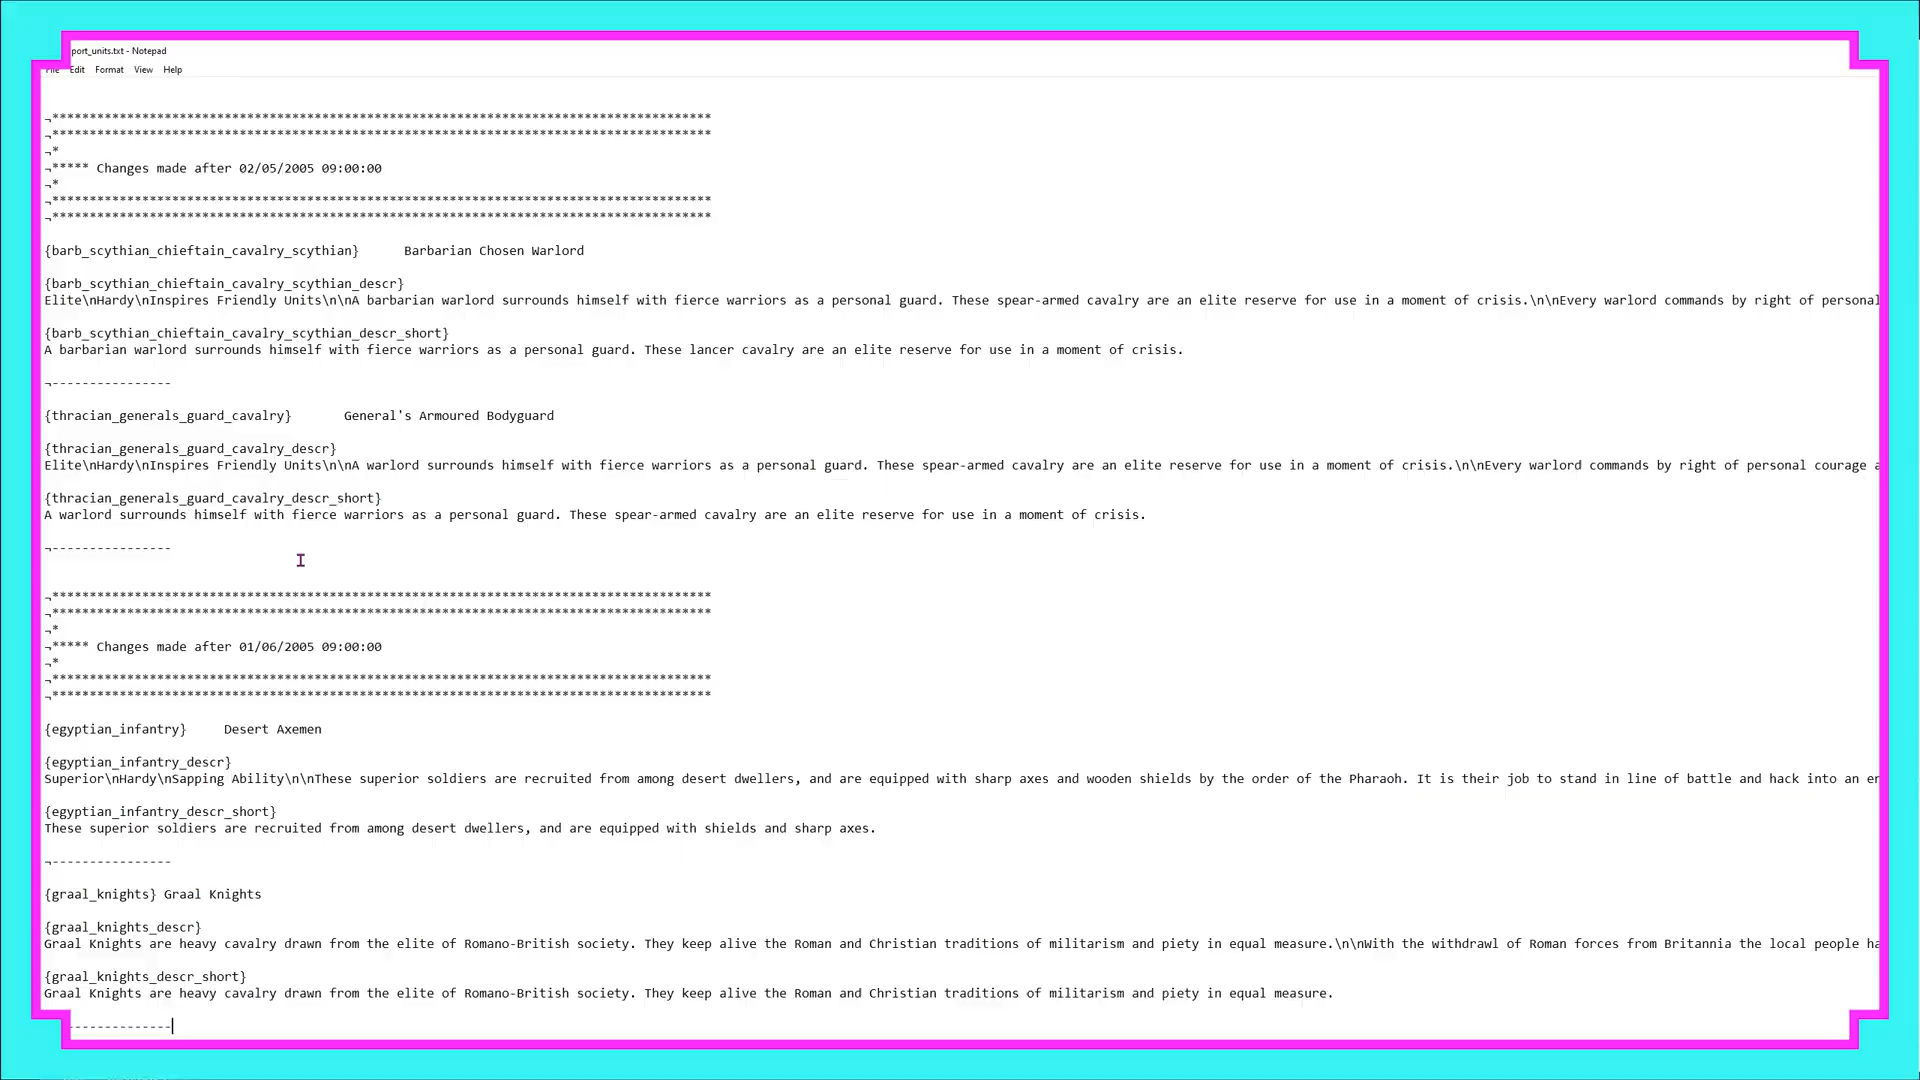 port_units.txt - Notepad
File Edit Format View Help
¬****************************************************************************************
¬****************************************************************************************
¬*
¬***** Changes made after 02/05/2005 09:00:00
¬*
¬****************************************************************************************
¬****************************************************************************************
{barb_scythian_chieftain_cavalry_scythian} Barbarian Chosen Warlord
{barb_scythian_chieftain_cavalry_scythian_descr}
Elite\nHardy\nInspires Friendly Units\n\nA barbarian warlord surrounds himself with fierce warriors as a personal guard. These spear-armed cavalry are an elite reserve for use in a moment of crisis.\n\nEvery warlord commands by right of personal
{barb_scythian_chieftain_cavalry_scythian_descr_short}
A barbarian warlord surrounds himself with fierce warriors as a personal guard. These lancer cavalry are an elite reserve for use in a moment of crisis.
¬----------------
{thracian_generals_guard_cavalry} General's Armoured Bodyguard
{thracian_generals_guard_cavalry_descr}
Elite\nHardy\nInspires Friendly Units\n\nA warlord surrounds himself with fierce warriors as a personal guard. These spear-armed cavalry are an elite reserve for use in a moment of crisis.\n\nEvery warlord commands by right of personal courage a
{thracian_generals_guard_cavalry_descr_short}
A warlord surrounds himself with fierce warriors as a personal guard. These spear-armed cavalry are an elite reserve for use in a moment of crisis.
¬----------------
¬****************************************************************************************
¬****************************************************************************************
¬*
¬***** Changes made after 01/06/2005 09:00:00
¬*
¬****************************************************************************************
¬****************************************************************************************
{egyptian_infantry} Desert Axemen
{egyptian_infantry_descr}
Superior\nHardy\nSapping Ability\n\nThese superior soldiers are recruited from among desert dwellers, and are equipped with sharp axes and wooden shields by the order of the Pharaoh. It is their job to stand in line of battle and hack into an en
{egyptian_infantry_descr_short}
These superior soldiers are recruited from among desert dwellers, and are equipped with shields and sharp axes.
¬----------------
{graal_knights} Graal Knights
{graal_knights_descr}
Graal Knights are heavy cavalry drawn from the elite of Romano-British society. They keep alive the Roman and Christian traditions of militarism and piety in equal measure.\n\nWith the withdrawl of Roman forces from Britannia the local people ha
{graal_knights_descr_short}
Graal Knights are heavy cavalry drawn from the elite of Romano-British society. They keep alive the Roman and Christian traditions of militarism and piety in equal measure.
--------------